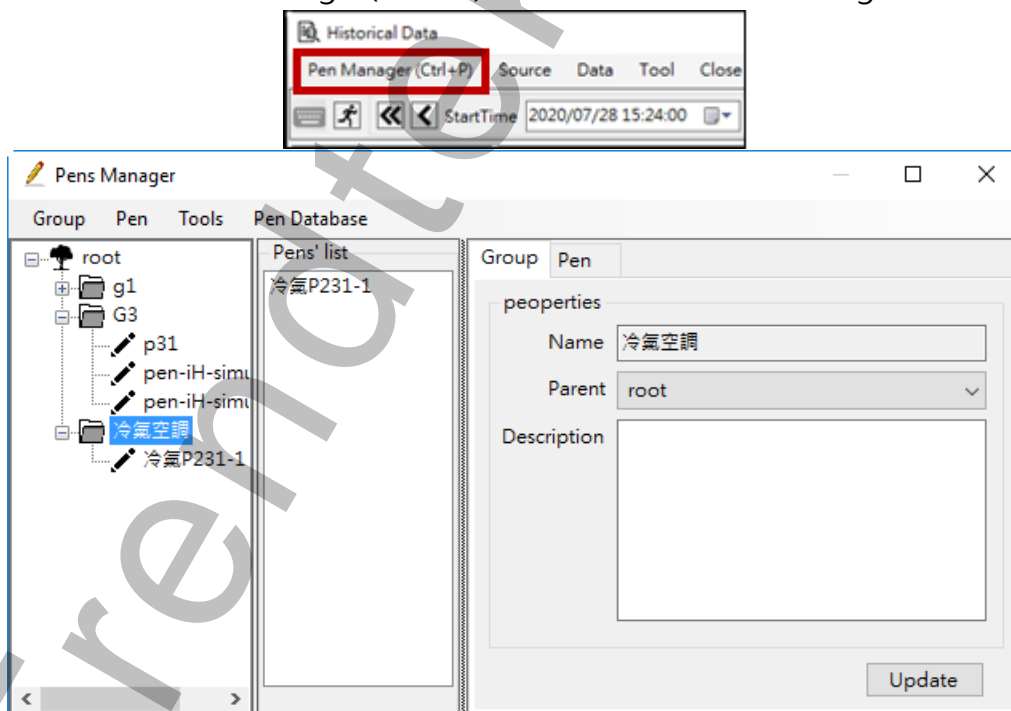 Historical Data
Pen Manager (Ctrl+P) Source Data Tool Close
StartTime 2020/07/28 15:24:00
Pens Manager
Group Pen Tools Pen Database
root
g1
G3
p31
pen-iH-simu
pen-iH-simu
冷氣空調
冷氣P231-1
Pens' list
冷氣P231-1
Group Pen
peoperties
Name 冷氣空調
Parent root
Description
Update
Trendtek